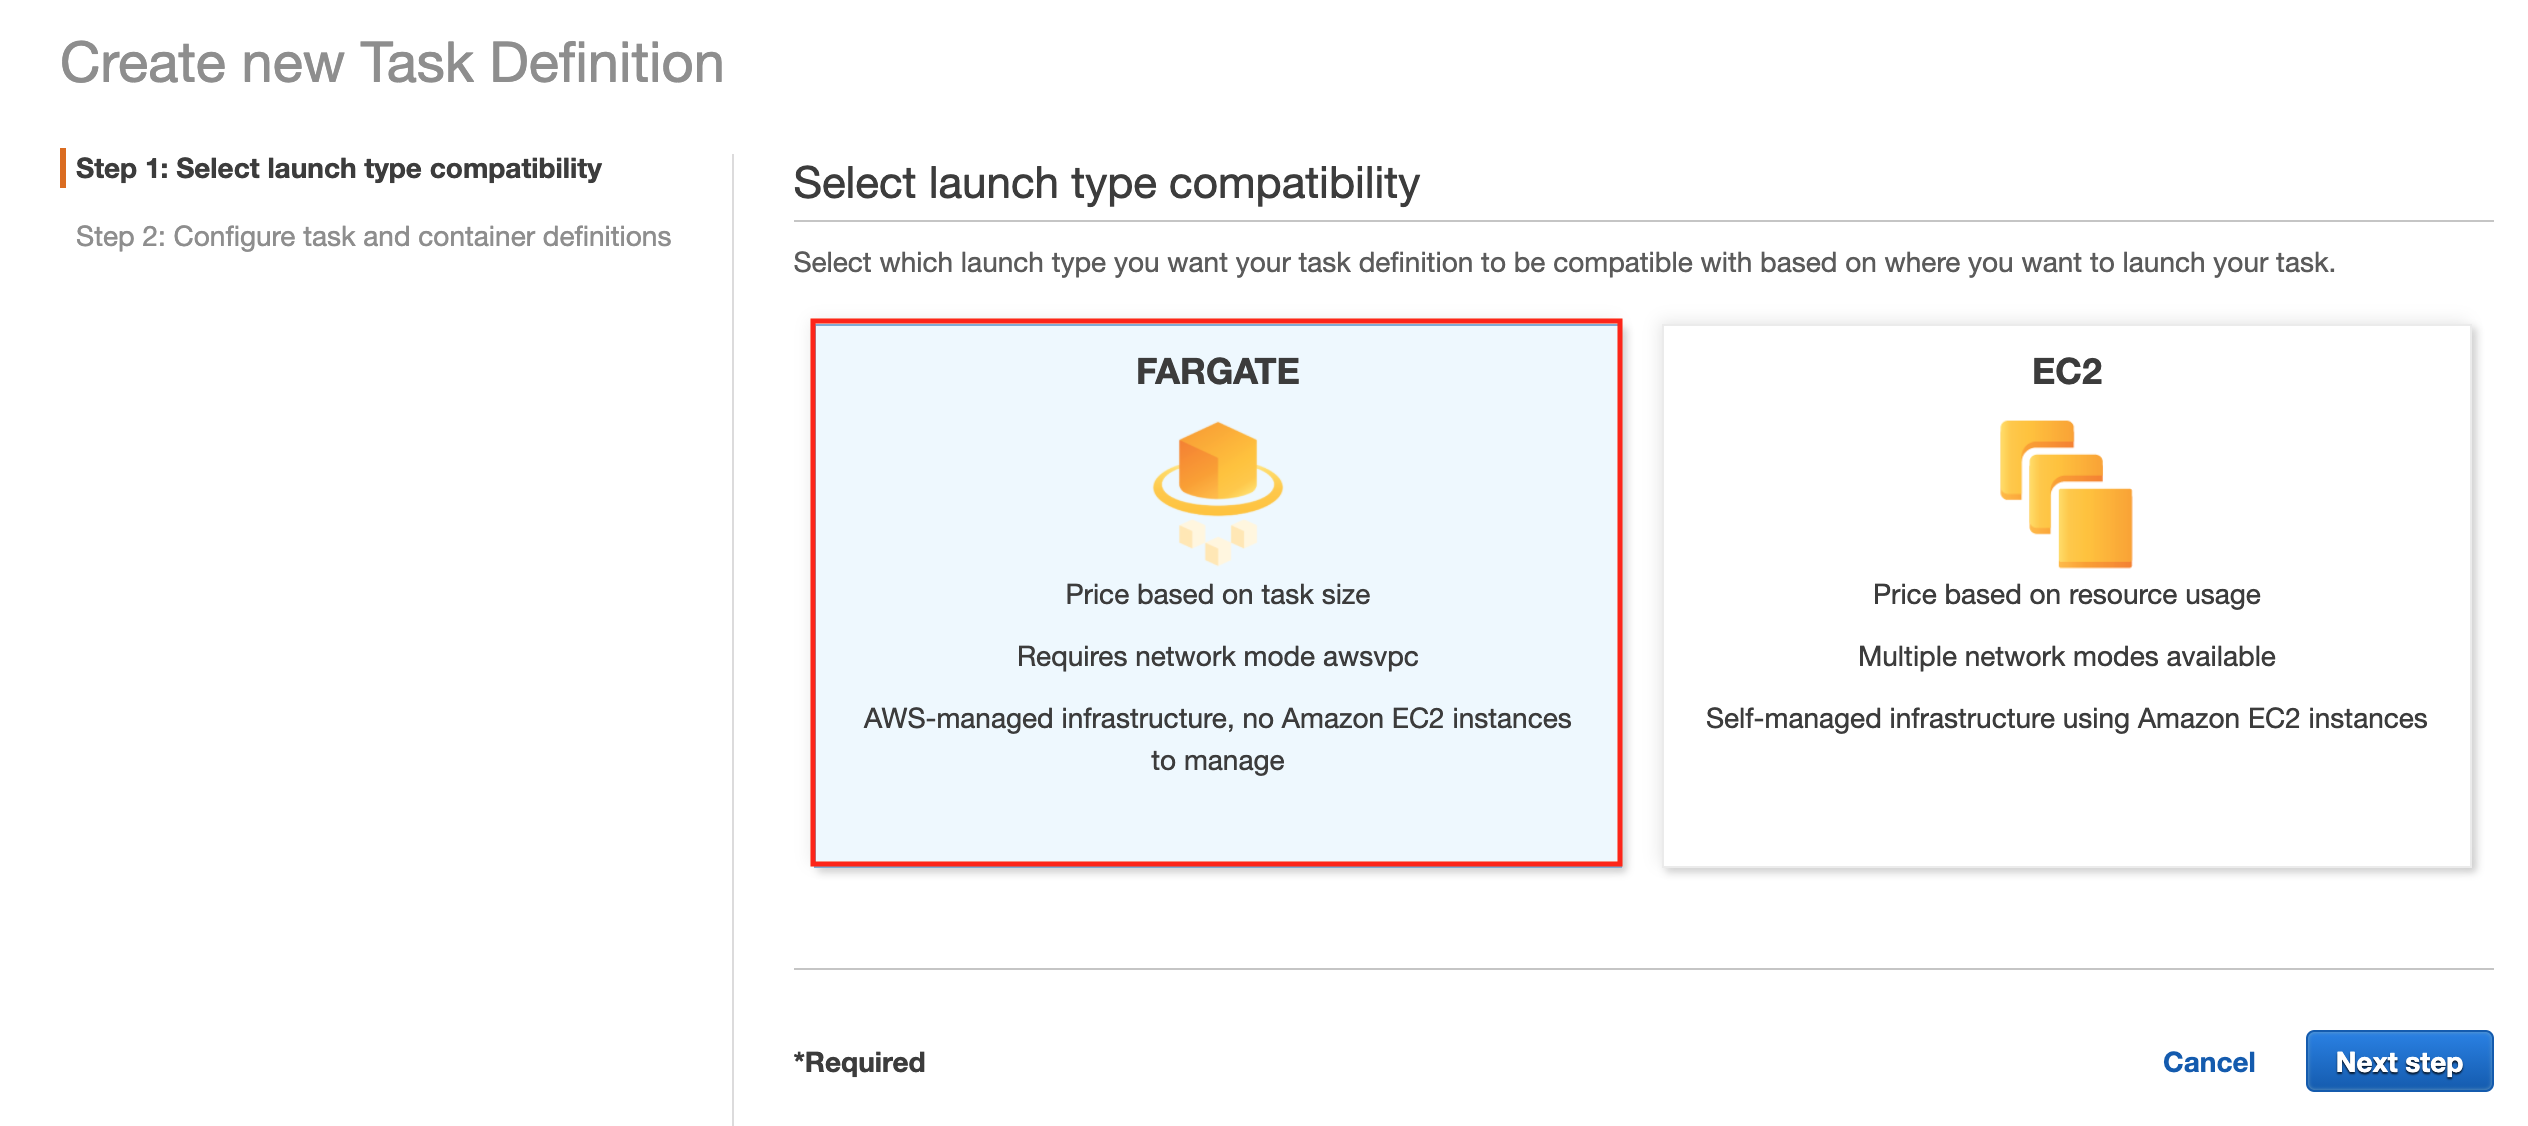 Create new Task Definition
Step 1: Select launch type compatibility
Step 2: Configure task and container definitions
Select launch type compatibility
Select which launch type you want your task definition to be compatible with based on where you want to launch your task.
FARGATE
Price based on task size
Requires network mode awsvpc
AWS-managed infrastructure, no Amazon EC2 instances
to manage
EC2
Price based on resource usage
Multiple network modes available
Self-managed infrastructure using Amazon EC2 instances
*Required
Cancel
Next step